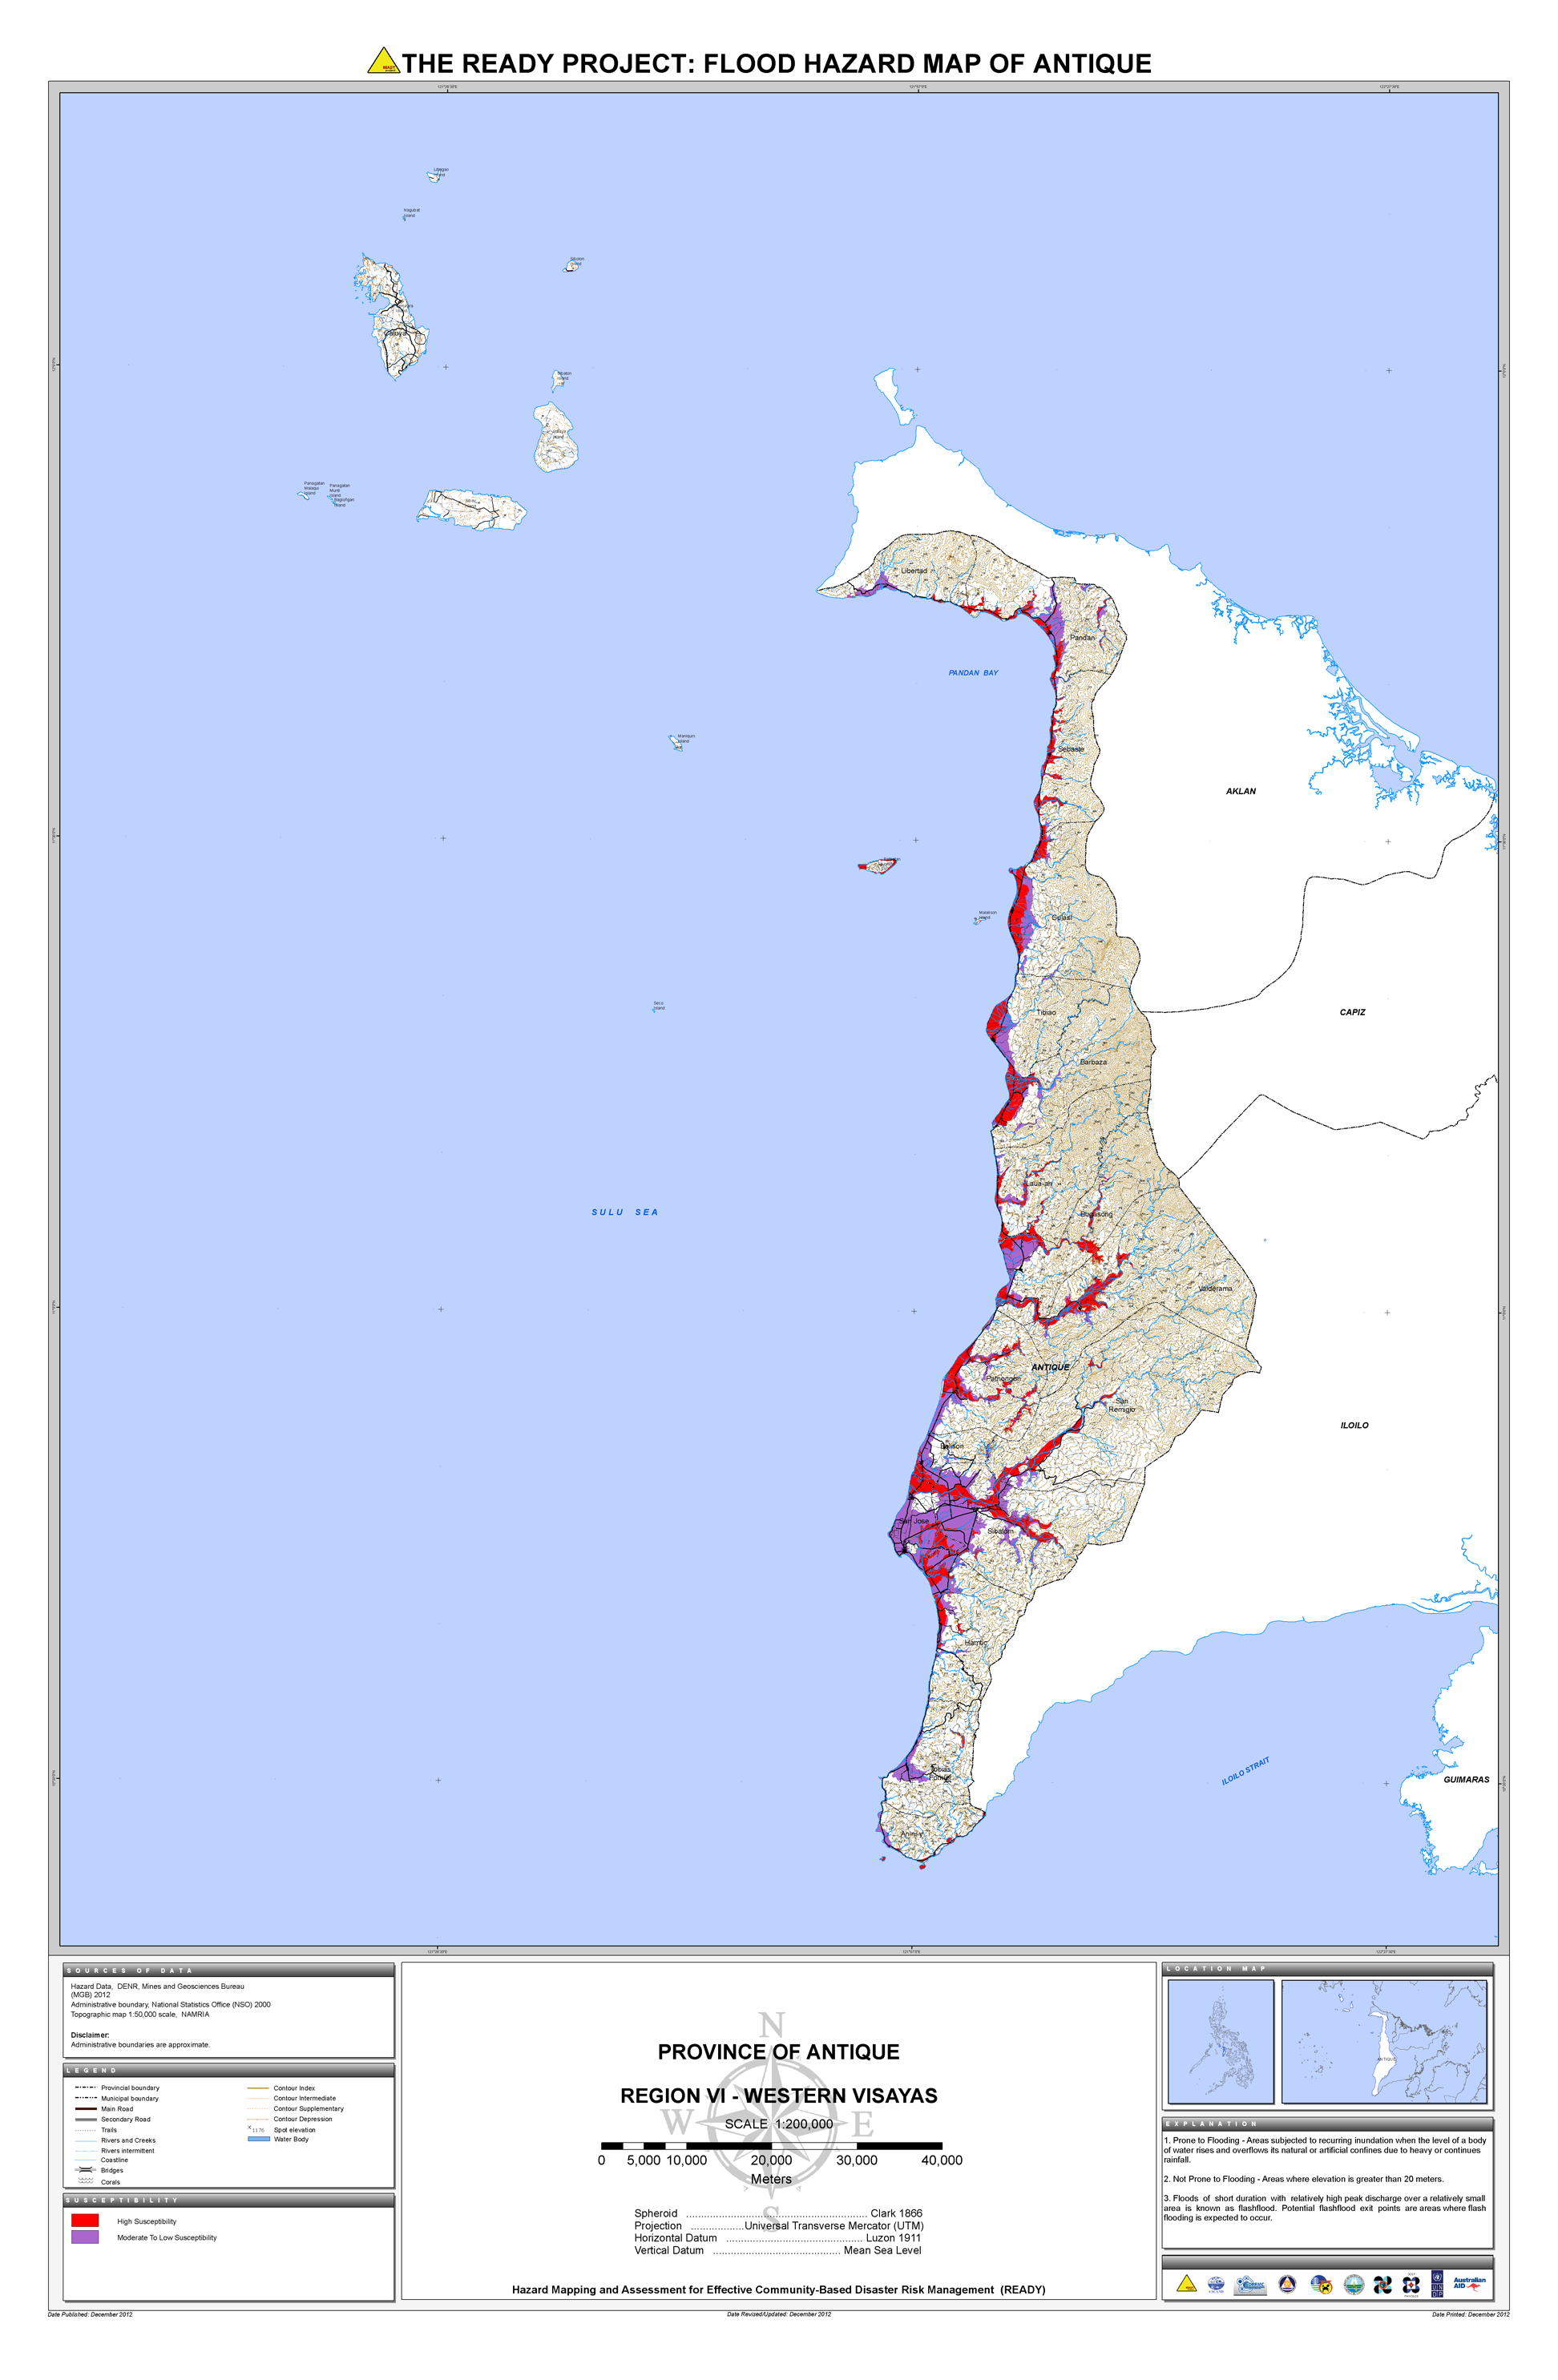 THE READY PROJECT: FLOOD HAZARD MAP OF ANTIQUE
Libertad
Pandan
PANDAN BAY
Maniguin
Island
Sebaste
AKLAN
Culasi
Seco
Island
Tibiao
CAPIZ
Barbaza
Laua-an
SULU SEA
Bugasong
Valderama
ANTIQUE
Patnongon
San
Remigio
ILOILO
Belison
San Jose
Sibalom
Hamtic
Tobias
Fornier
ILOILO STRAIT
GUIMARAS
Anini-y
SOURCES OF DATA
Hazard Data, DENR, Mines and Geosciences Bureau
(MGB) 2012
Administrative boundary, National Statistics Office (NSO) 2000
Topographic map 1:50,000 scale, NAMRIA
Disclaimer:
Administrative boundaries are approximate.
LEGEND
Provincial boundary
Municipal boundary
Main Road
Secondary Road
Trails
Rivers and Creeks
Rivers intermittent
Coastline
Bridges
Corals
Contour Index
Contour Intermediate
Contour Supplementary
Contour Depression
1176 Spot elevation
Water Body
SUSCEPTIBILITY
High Susceptibility
Moderate To Low Susceptibility
N
PROVINCE OF ANTIQUE
REGION VI - WESTERN VISAYAS
W E
SCALE 1:200,000
0 5,000 10,000 20,000 30,000 40,000
Meters
S
Spheroid ........ Clark 1866
Projection ........ Universal Transverse Mercator (UTM)
Horizontal Datum ........ Luzon 1911
Vertical Datum ........ Mean Sea Level
Hazard Mapping and Assessment for Effective Community-Based Disaster Risk Management (READY)
LOCATION MAP
ANTIQUE
EXPLANATION
1. Prone to Flooding - Areas subjected to recurring inundation when the level of a body
of water rises and overflows its natural or artificial confines due to heavy or continues
rainfall.
2. Not Prone to Flooding - Areas where elevation is greater than 20 meters.
3. Floods of short duration with relatively high peak discharge over a relatively small
area is known as flashflood. Potential flashflood exit points are areas where flash
flooding is expected to occur.
Australian
AID
Date Published: December 2012
Date Revised/Updated: December 2012
Date Printed: December 2012